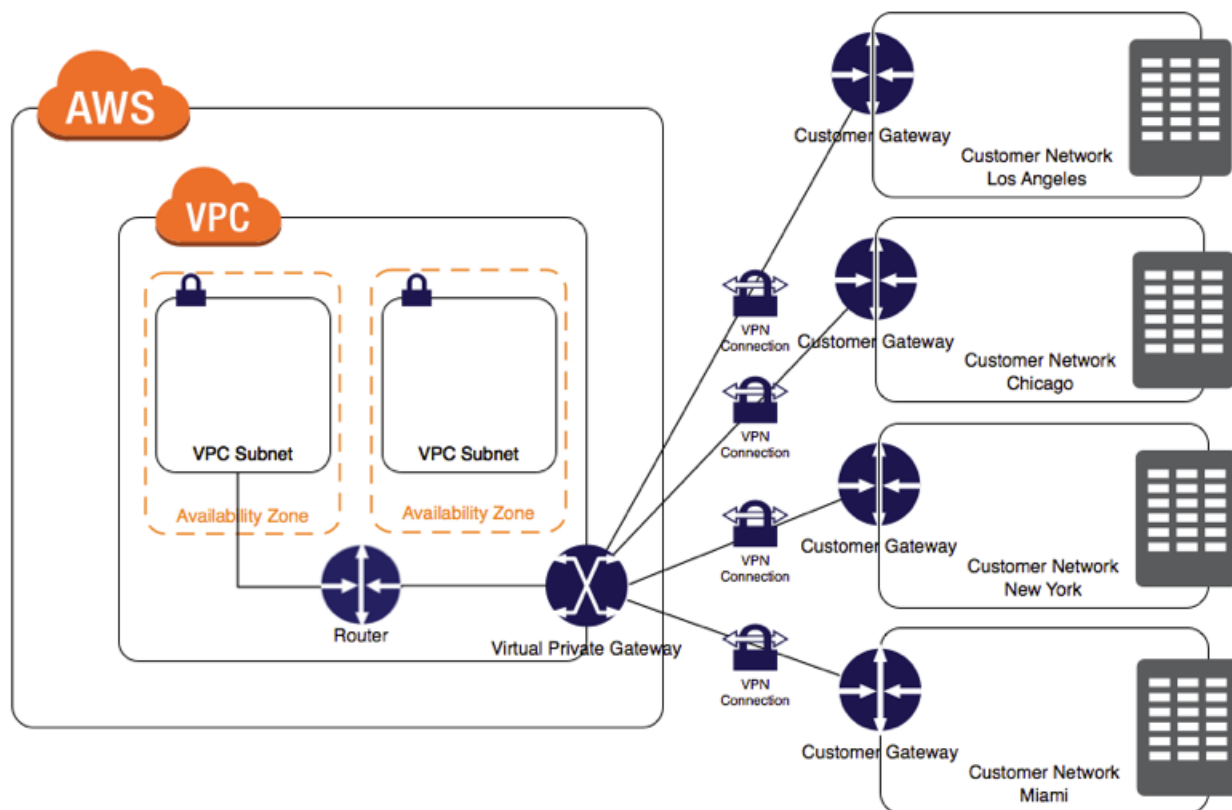 AWS
VPC
VPC Subnet
Availability Zone
VPC Subnet
Availability Zone
Router
Virtual Private Gateway
VPN
Connection
VPN
Connection
VPN
Connection
VPN
Connection
Customer Gateway
Customer Network
Los Angeles
Customer Gateway
Customer Network
Chicago
Customer Gateway
Customer Network
New York
Customer Gateway
Customer Network
Miami